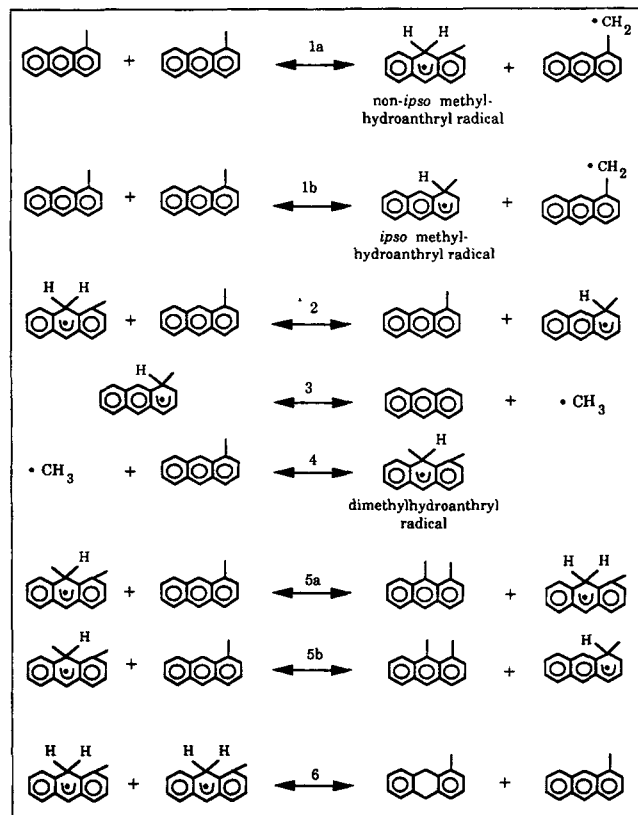 • CH2
H H
+ 1a +
non-ipso methyl-
hydroanthryl radical
• CH2
H
+ 1b +
ipso methyl-
hydroanthryl radical
H H
H
+ 2 +
H
3 + • CH3
H
• CH3 + 4
dimethylhydroanthryl
radical
H
H H
+ 5a +
H
H
+ 5b +
H H H H
+ 6 +